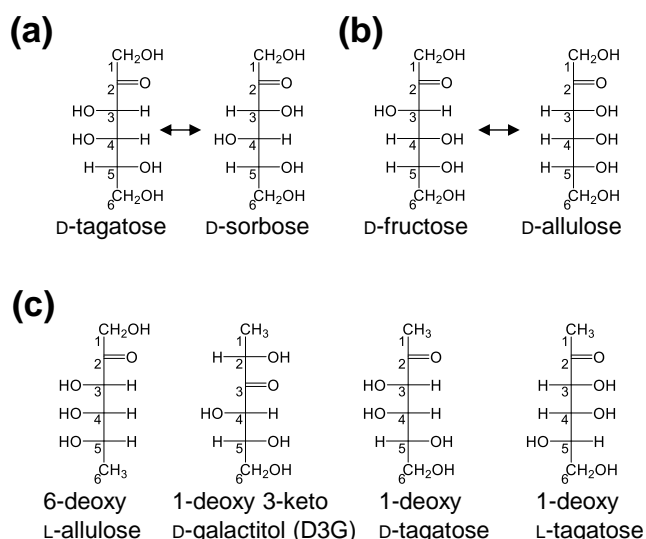 (a)
CH₂OH
1
2 O
HO 3 H
HO 4 H
H 5 OH
6 CH₂OH
D-tagatose
CH₂OH
1
2 O
H 3 OH
HO 4 H
H 5 OH
6 CH₂OH
D-sorbose
(b)
CH₂OH
1
2 O
HO 3 H
H 4 OH
H 5 OH
6 CH₂OH
D-fructose
CH₂OH
1
2 O
H 3 OH
H 4 OH
H 5 OH
6 CH₂OH
D-allulose
(c)
CH₂OH
1
2 O
HO 3 H
HO 4 H
HO 5 H
6 CH₃
6-deoxy
L-allulose
CH₃
1
H 2 OH
3 O
HO 4 H
H 5 OH
6 CH₂OH
1-deoxy 3-keto
D-galactitol (D3G)
CH₃
1
2 O
HO 3 H
HO 4 H
H 5 OH
6 CH₂OH
1-deoxy
D-tagatose
CH₃
1
2 O
H 3 OH
H 4 OH
HO 5 H
6 CH₂OH
1-deoxy
L-tagatose